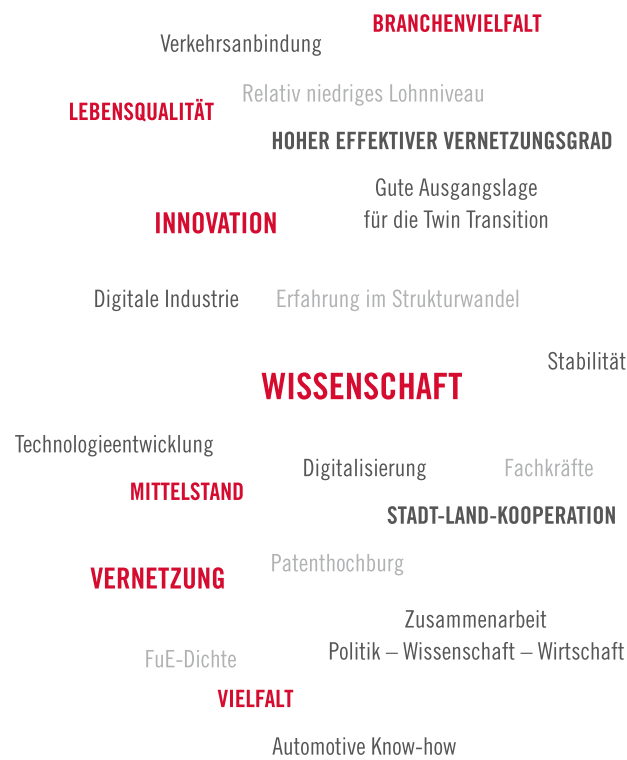 BRANCHENVIELFALT
Verkehrsanbindung
Relativ niedriges Lohnniveau
LEBENSQUALITÄT
HOHER EFFEKTIVER VERNETZUNGSGRAD
Gute Ausgangslage
für die Twin Transition
INNOVATION
Digitale Industrie
Erfahrung im Strukturwandel
Stabilität
WISSENSCHAFT
Technologieentwicklung
Digitalisierung
Fachkräfte
MITTELSTAND
STADT-LAND-KOOPERATION
Patenthochburg
VERNETZUNG
Zusammenarbeit
Politik – Wissenschaft – Wirtschaft
FuE-Dichte
VIELFALT
Automotive Know-how